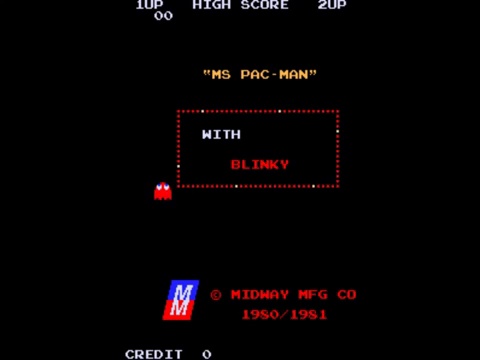 1UP HIGH SCORE 2UP
00
"MS PAC-MAN"
WITH
BLINKY
MM
© MIDWAY MFG CO
1980/1981
CREDIT 0